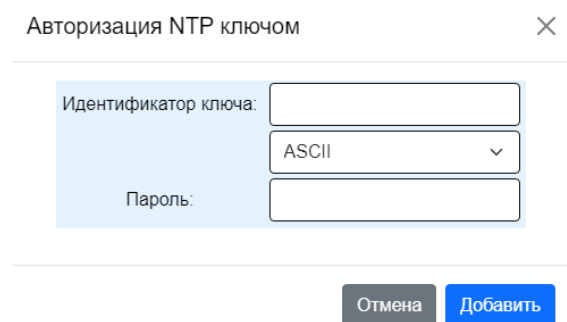 Авторизация NTP ключом
Идентификатор ключа:
ASCII
Пароль:
Отмена Добавить